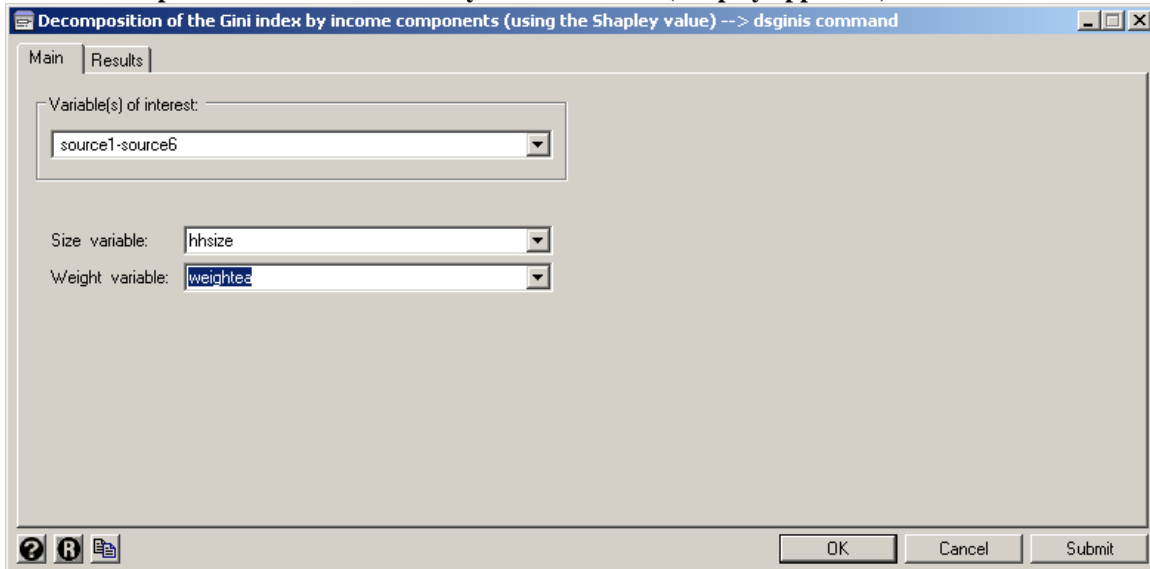 Decomposition of the Gini index by income components (using the Shapley value) --> dsginis command
Main Results
Variable(s) of interest:
source1-source6
Size variable: hhsize
Weight variable: weightea
OK Cancel Submit